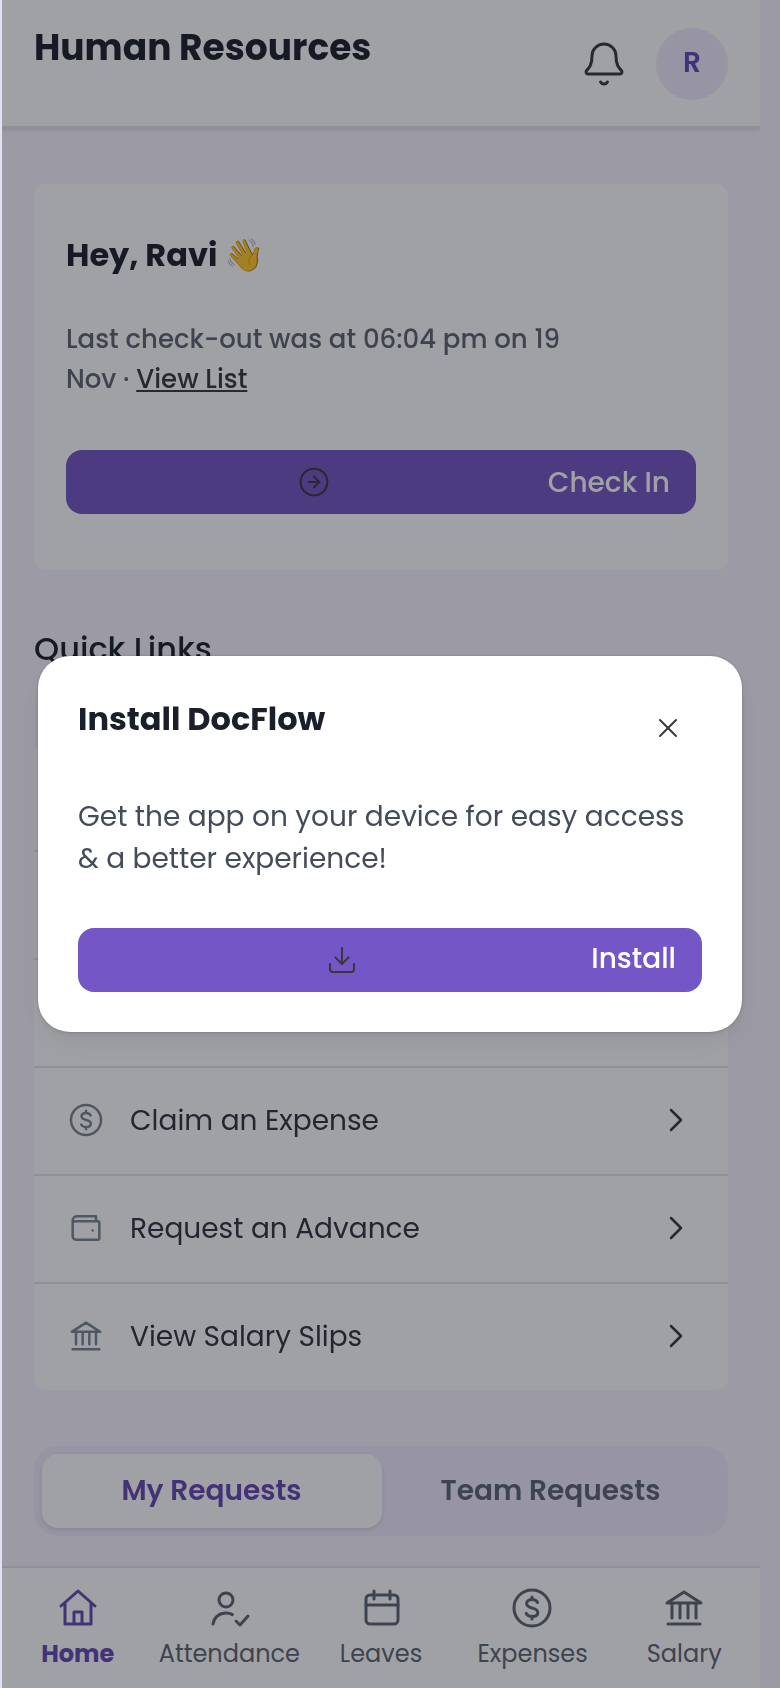 Human Resources
R
Hey, Ravi 👋
Last check-out was at 06:04 pm on 19
Nov · View List
Check In
Quick Links
Install DocFlow
Get the app on your device for easy access
& a better experience!
Install
Claim an Expense
Request an Advance
View Salary Slips
My Requests
Team Requests
Home
Attendance
Leaves
Expenses
Salary